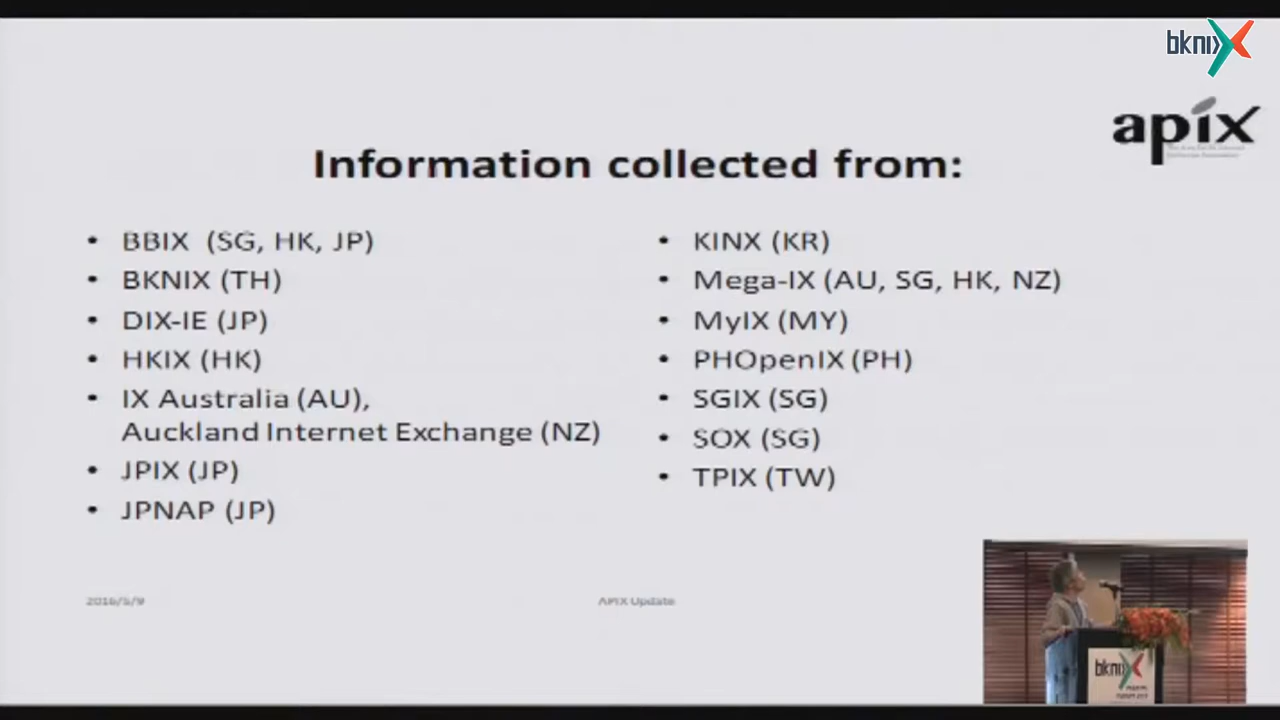 bknix
apix
Information collected from:
• BBIX (SG, HK, JP)
• BKNIX (TH)
• DIX-IE (JP)
• HKIX (HK)
• IX Australia (AU),
Auckland Internet Exchange (NZ)
• JPIX (JP)
• JPNAP (JP)
• KINX (KR)
• Mega-IX (AU, SG, HK, NZ)
• MyIX (MY)
• PHOpenIX (PH)
• SGIX (SG)
• SOX (SG)
• TPIX (TW)
2016/5/9
APIX Update
bknix